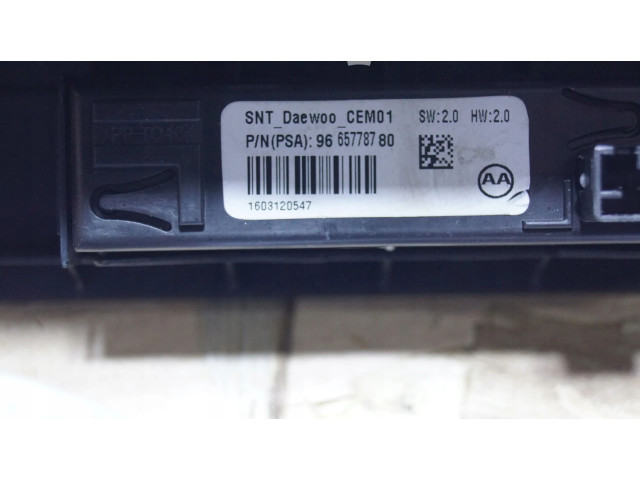 SNT_Daewoo_CEM01 SW:2.0 HW:2.0
P/N(PSA): 96 657787 80
AA
1603120547